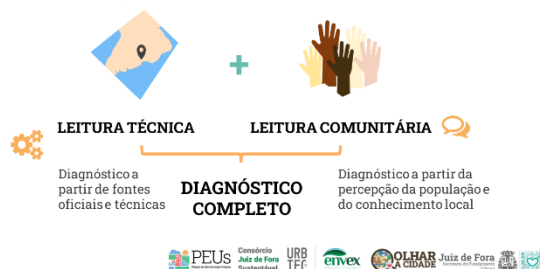 LEITURA TÉCNICA
LEITURA COMUNITÁRIA
Diagnóstico a
partir de fontes
oficiais e técnicas
DIAGNÓSTICO
COMPLETO
Diagnóstico a partir da
percepção da população e
do conhecimento local
PEUs
Consórcio
Juiz de Fora
Sustentável
URB
TEC
envex
OLHAR
A CIDADE
Juiz de Fora